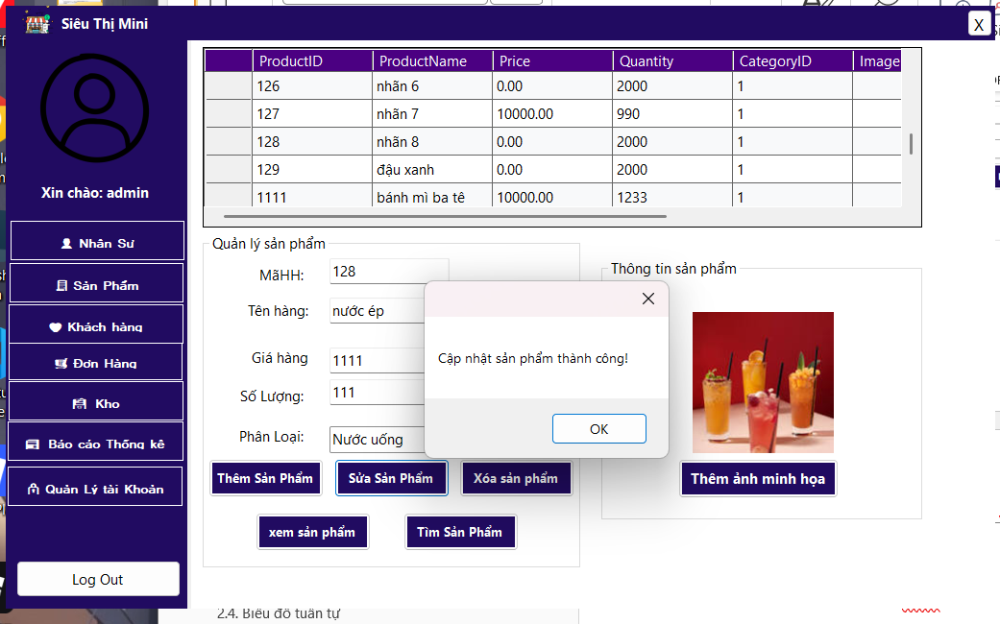 Siêu Thị Mini
X
Xin chào: admin
Nhân Sự
Sản Phẩm
Khách hàng
Đơn Hàng
Kho
Báo cáo Thống kê
Quản Lý tài Khoản
Log Out
ProductID ProductName Price Quantity CategoryID Image
126 nhãn 6 0.00 2000 1
127 nhãn 7 10000.00 990 1
128 nhãn 8 0.00 2000 1
129 đậu xanh 0.00 2000 1
1111 bánh mì ba tê 10000.00 1233 1
Quản lý sản phẩm
MãHH: 128
Tên hàng: nước ép
Giá hàng 1111
Số Lượng: 111
Phân Loại: Nước uống
Thêm Sản Phẩm Sửa Sản Phẩm Xóa sản phẩm
xem sản phẩm Tìm Sản Phẩm
Cập nhật sản phẩm thành công!
OK
Thông tin sản phẩm
Thêm ảnh minh họa
2.4. Biểu đồ tuần tự